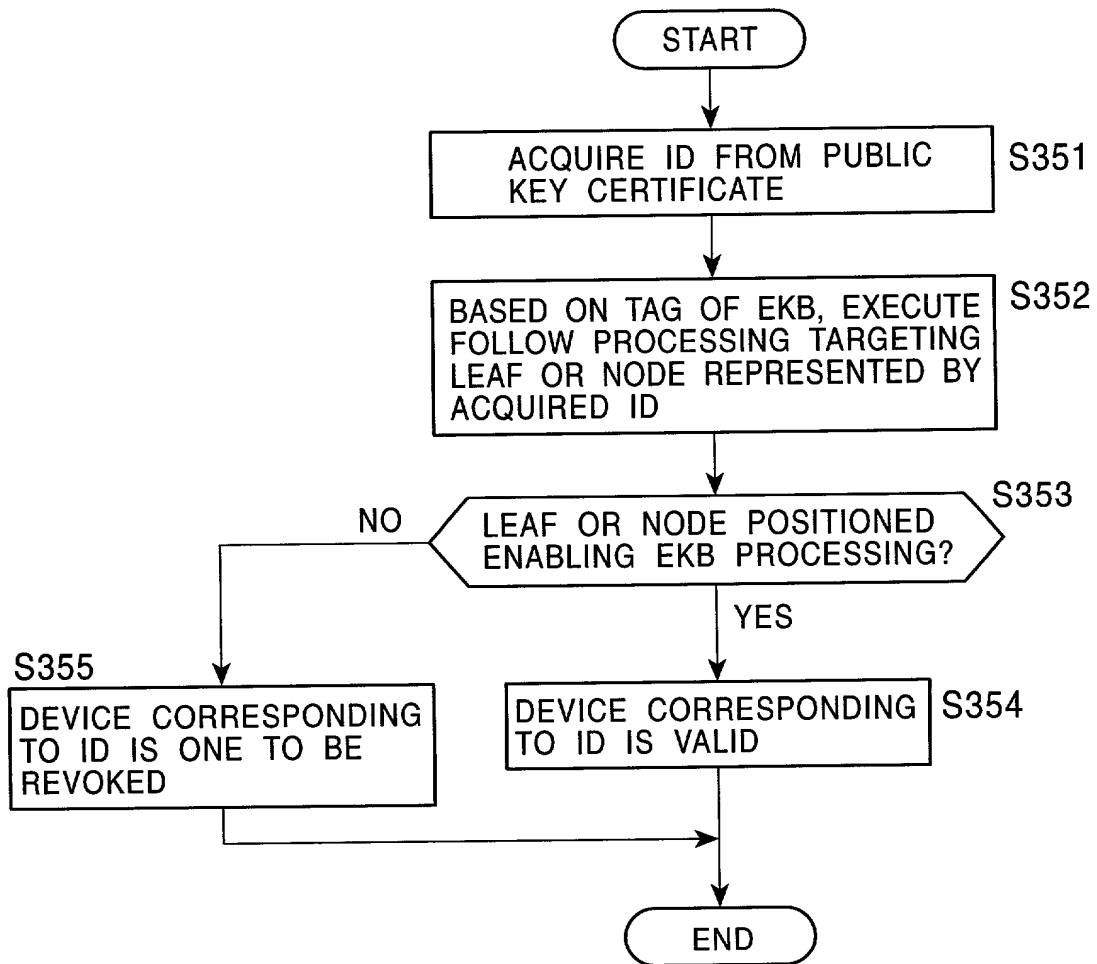 START
ACQUIRE ID FROM PUBLIC
KEY CERTIFICATE
S351
BASED ON TAG OF EKB, EXECUTE
FOLLOW PROCESSING TARGETING
LEAF OR NODE REPRESENTED BY
ACQUIRED ID
S352
LEAF OR NODE POSITIONED
ENABLING EKB PROCESSING?
S353
NO
YES
S355
DEVICE CORRESPONDING
TO ID IS ONE TO BE
REVOKED
DEVICE CORRESPONDING
TO ID IS VALID
S354
END